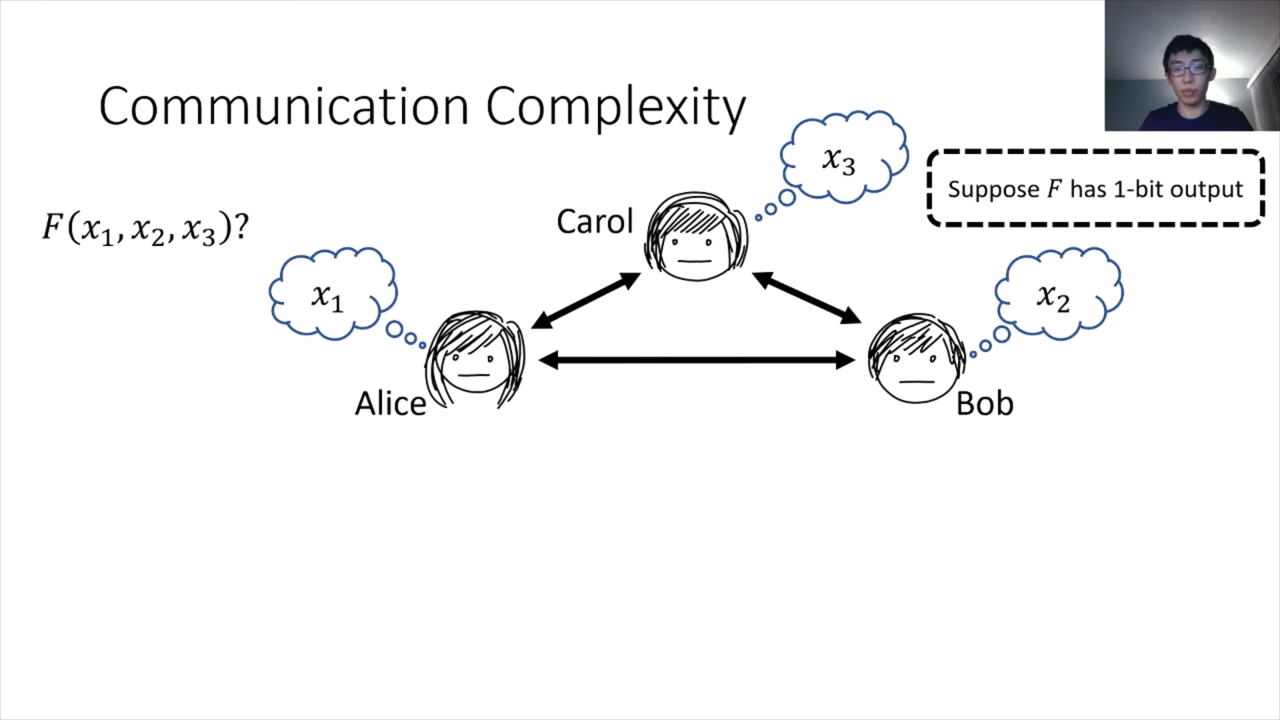 Communication Complexity
x₃
Suppose F has 1-bit output
Carol
F(x₁, x₂, x₃)?
x₁
x₂
Alice
Bob